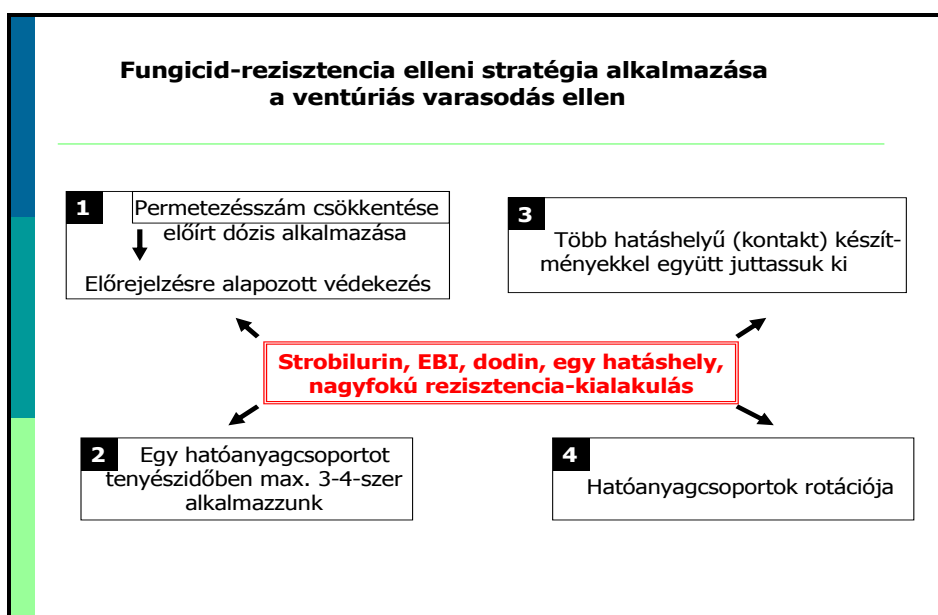 Fungicid-rezisztencia elleni stratégia alkalmazása
a ventúriás varasodás ellen
1
Permetezésszám csökkentése
előírt dózis alkalmazása
Előrejelzésre alapozott védekezés
3
Több hatáshelyű (kontakt) készít-
ményekkel együtt juttassuk ki
Strobilurin, EBI, dodin, egy hatáshely,
nagyfokú rezisztencia-kialakulás
2
Egy hatóanyagcsoportot
tenyészidőben max. 3-4-szer
alkalmazzunk
4
Hatóanyagcsoportok rotációja